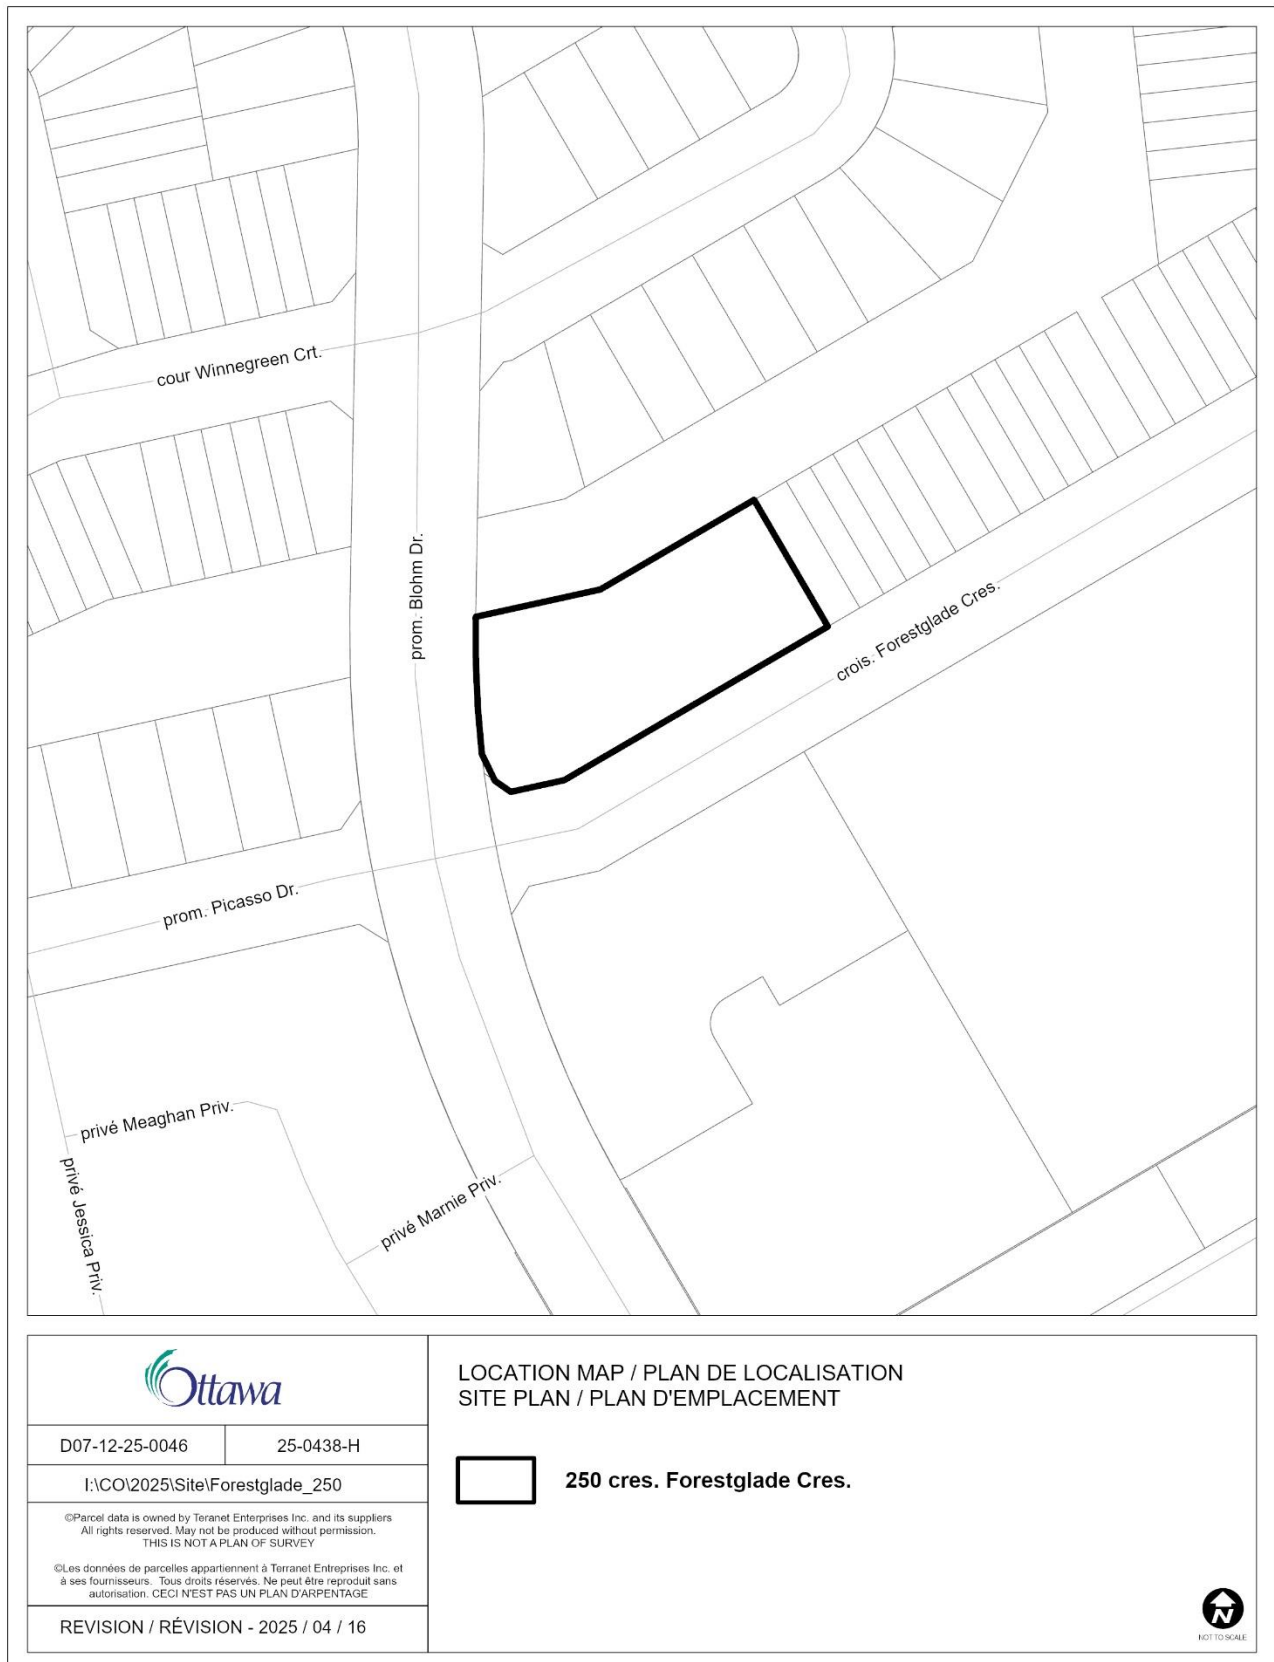 cour Winnegreen Crt.
prom. Blohm Dr.
crois. Forestglade Cres.
prom. Picasso Dr.
privé Meaghan Priv.
privé Jessica Priv.
privé Marnie Priv.
Ottawa
D07-12-25-0046
25-0438-H
I:\CO\2025\Site\Forestglade_250
©Parcel data is owned by Teranet Enterprises Inc. and its suppliers
All rights reserved. May not be produced without permission.
THIS IS NOT A PLAN OF SURVEY
©Les données de parcelles appartiennent à Terranet Entreprises Inc. et
à ses fournisseurs. Tous droits réservés. Ne peut être reproduit sans
autorisation. CECI N'EST PAS UN PLAN D'ARPENTAGE
REVISION / RÉVISION - 2025 / 04 / 16
LOCATION MAP / PLAN DE LOCALISATION
SITE PLAN / PLAN D'EMPLACEMENT
250 cres. Forestglade Cres.
N
NOT TO SCALE